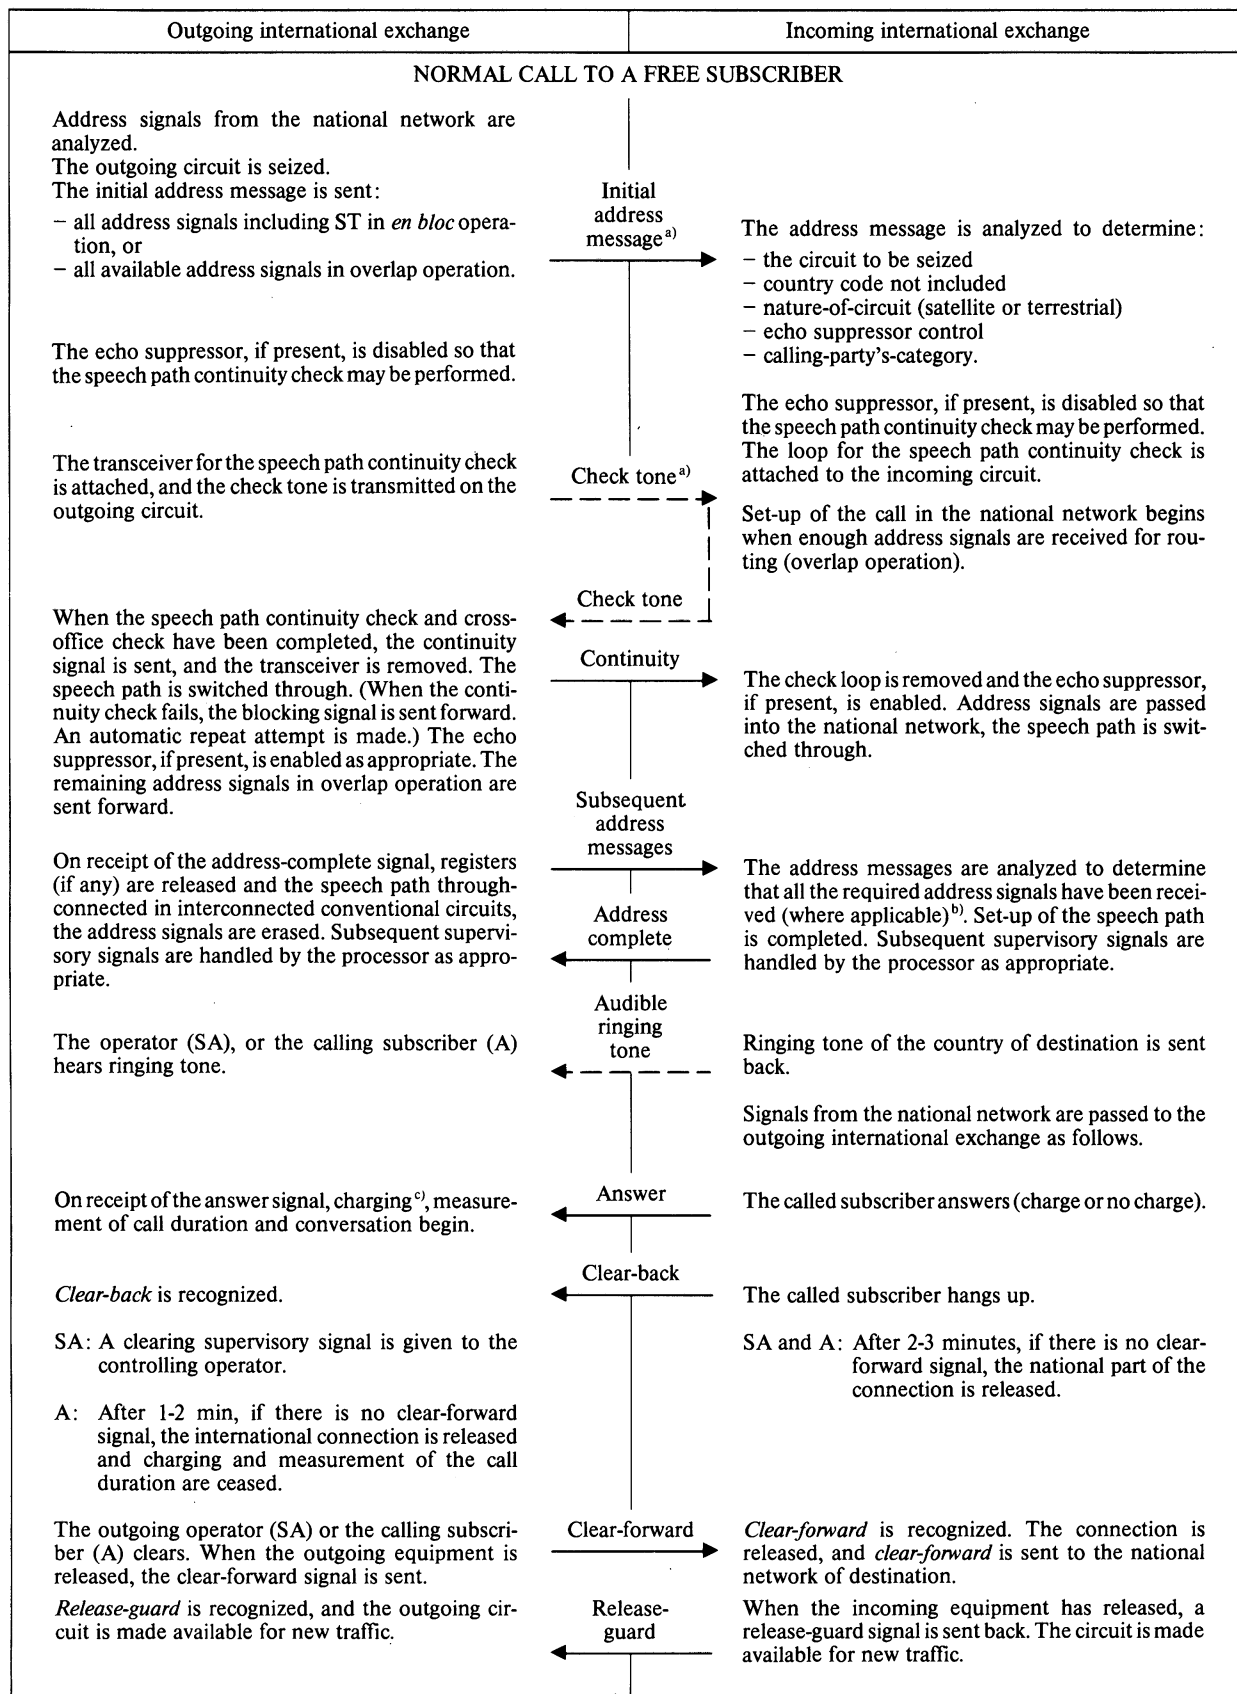 Outgoing international exchange
Incoming international exchange
NORMAL CALL TO A FREE SUBSCRIBER
Address signals from the national network are
analyzed.
The outgoing circuit is seized.
The initial address message is sent:
– all address signals including ST in en bloc opera-
tion, or
– all available address signals in overlap operation.
Initial
address
message a)
The address message is analyzed to determine:
– the circuit to be seized
– country code not included
– nature-of-circuit (satellite or terrestrial)
– echo suppressor control
– calling-party's-category.
The echo suppressor, if present, is disabled so that
the speech path continuity check may be performed.
The echo suppressor, if present, is disabled so that
the speech path continuity check may be performed.
The loop for the speech path continuity check is
attached to the incoming circuit.
The transceiver for the speech path continuity check
is attached, and the check tone is transmitted on the
outgoing circuit.
Check tone a)
Set-up of the call in the national network begins
when enough address signals are received for rou-
ting (overlap operation).
Check tone
When the speech path continuity check and cross-
office check have been completed, the continuity
signal is sent, and the transceiver is removed. The
speech path is switched through. (When the conti-
nuity check fails, the blocking signal is sent forward.
An automatic repeat attempt is made.) The echo
suppressor, if present, is enabled as appropriate. The
remaining address signals in overlap operation are
sent forward.
Continuity
The check loop is removed and the echo suppressor,
if present, is enabled. Address signals are passed
into the national network, the speech path is swit-
ched through.
Subsequent
address
messages
On receipt of the address-complete signal, registers
(if any) are released and the speech path through-
connected in interconnected conventional circuits,
the address signals are erased. Subsequent supervi-
sory signals are handled by the processor as appro-
priate.
The address messages are analyzed to determine
that all the required address signals have been recei-
ved (where applicable) b). Set-up of the speech path
is completed. Subsequent supervisory signals are
handled by the processor as appropriate.
Address
complete
Audible
ringing
tone
The operator (SA), or the calling subscriber (A)
hears ringing tone.
Ringing tone of the country of destination is sent
back.
Signals from the national network are passed to the
outgoing international exchange as follows.
On receipt of the answer signal, charging c), measure-
ment of call duration and conversation begin.
Answer
The called subscriber answers (charge or no charge).
Clear-back
Clear-back is recognized.
The called subscriber hangs up.
SA: A clearing supervisory signal is given to the
controlling operator.
SA and A: After 2-3 minutes, if there is no clear-
forward signal, the national part of the
connection is released.
A: After 1-2 min, if there is no clear-forward
signal, the international connection is released
and charging and measurement of the call
duration are ceased.
The outgoing operator (SA) or the calling subscri-
ber (A) clears. When the outgoing equipment is
released, the clear-forward signal is sent.
Clear-forward
Clear-forward is recognized. The connection is
released, and clear-forward is sent to the national
network of destination.
Release-guard is recognized, and the outgoing cir-
cuit is made available for new traffic.
Release-
guard
When the incoming equipment has released, a
release-guard signal is sent back. The circuit is made
available for new traffic.